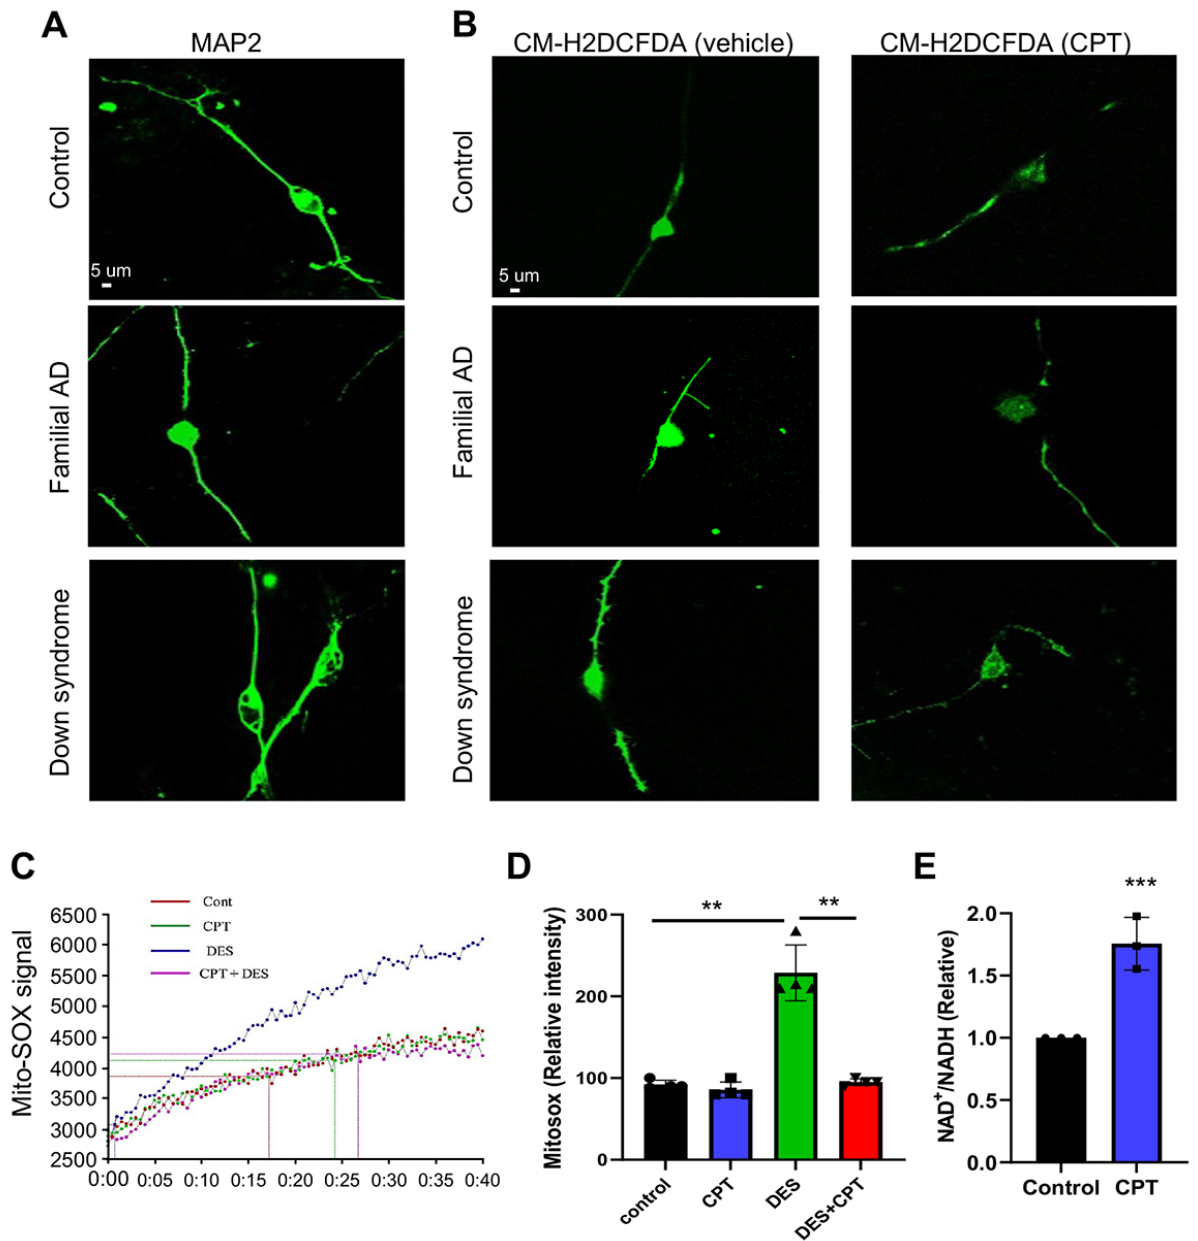 A
MAP2
Control
5 um
Familial AD
Down syndrome
B
CM-H2DCFDA (vehicle)
CM-H2DCFDA (CPT)
Control
5 um
Familial AD
Down syndrome
C
Mito-SOX signal
6500
6000
5500
5000
4500
4000
3500
3000
2500
Cont
CPT
DES
CPT + DES
0:00
0:05
0:10
0:15
0:20
0:25
0:30
0:35
0:40
D
Mitosox (Relative intensity)
300
200
100
0
**
**
control
CPT
DES
DES+CPT
E
NAD⁺/NADH (Relative)
2.0
1.5
1.0
0.5
0.0
***
Control
CPT